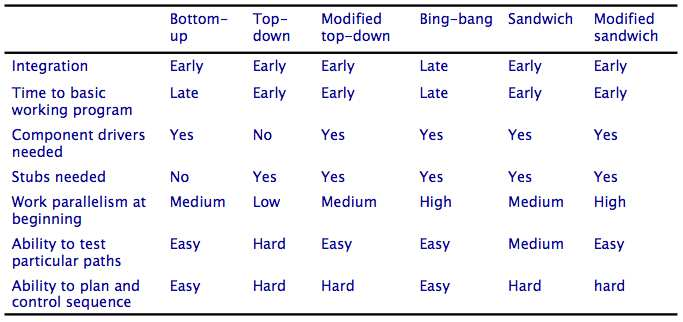 Bottom- Top- Modified Bing-bang Sandwich Modified
up down top-down sandwich
Integration Early Early Early Late Early Early
Time to basic Late Early Early Late Early Early
working program
Component drivers Yes No Yes Yes Yes Yes
needed
Stubs needed No Yes Yes Yes Yes Yes
Work parallelism at Medium Low Medium High Medium High
beginning
Ability to test Easy Hard Easy Easy Medium Easy
particular paths
Ability to plan and Easy Hard Hard Easy Hard hard
control sequence